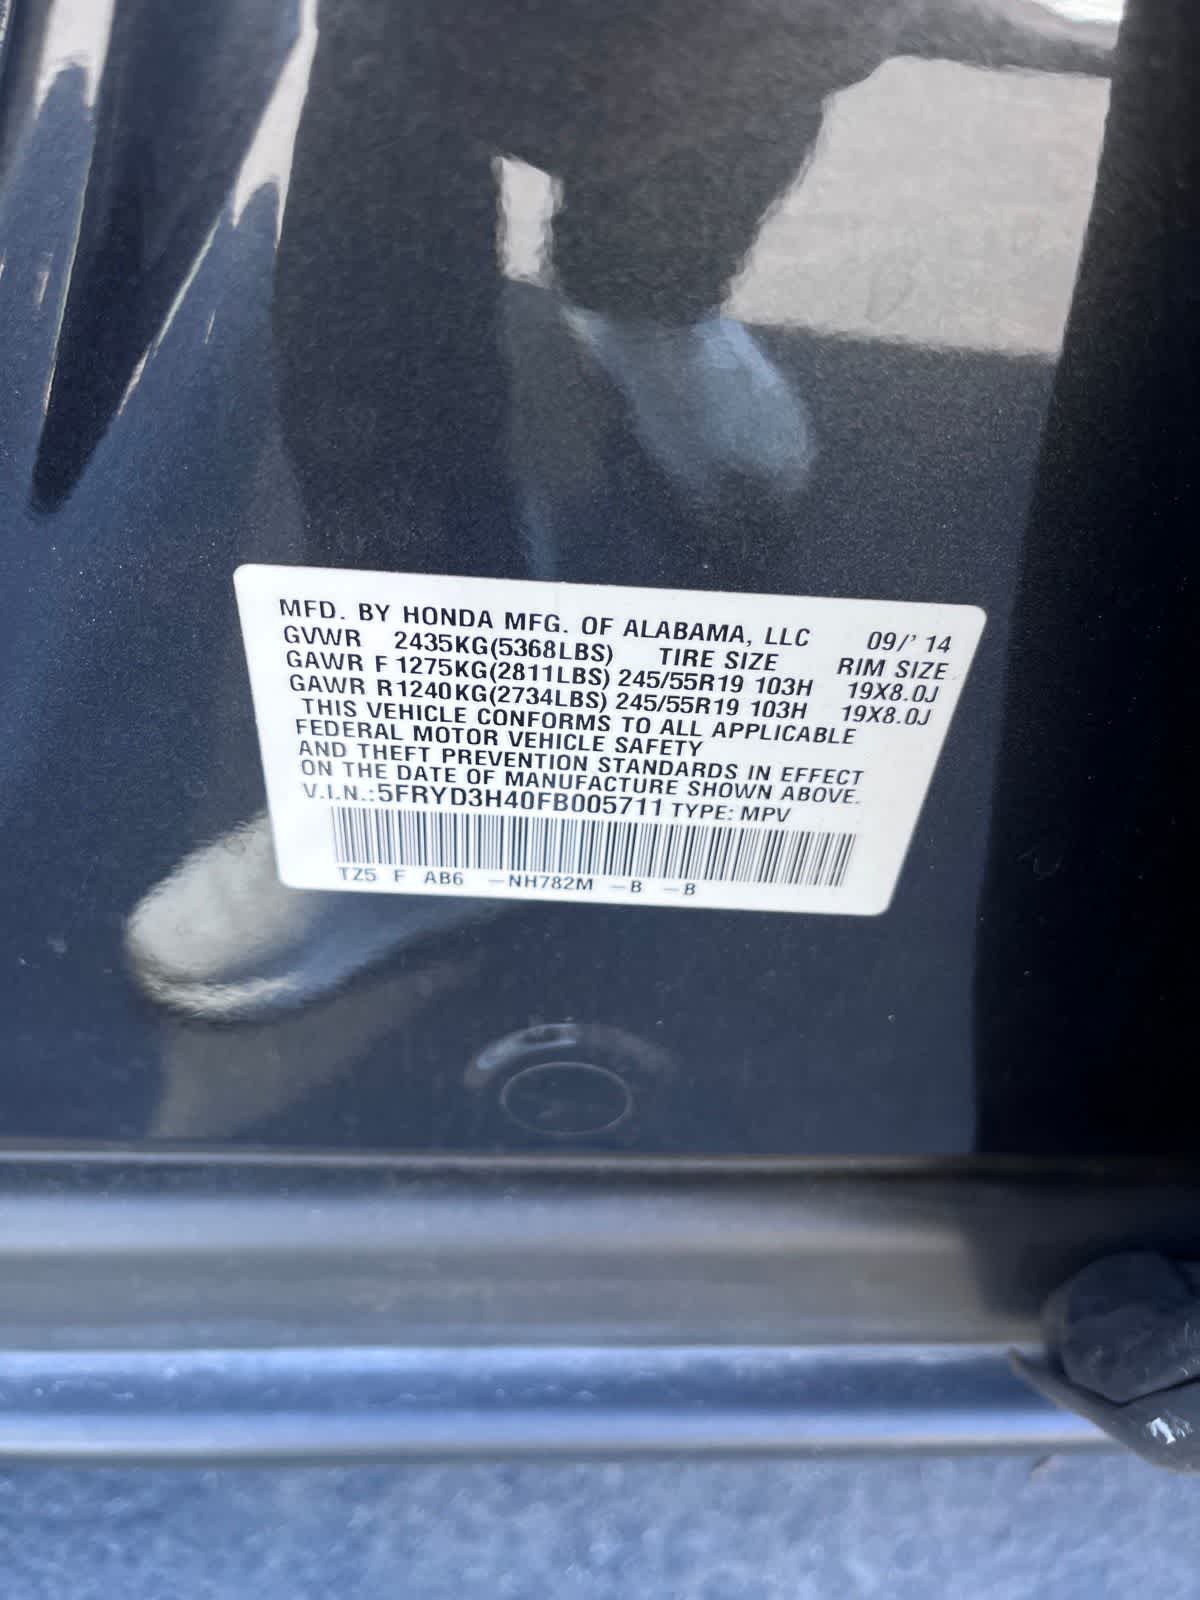 MFD. BY HONDA MFG. OF ALABAMA, LLC 09/' 14
GVWR 2435KG(5368LBS) TIRE SIZE RIM SIZE
GAWR F 1275KG(2811LBS) 245/55R19 103H 19X8.0J
GAWR R 1240KG(2734LBS) 245/55R19 103H 19X8.0J
THIS VEHICLE CONFORMS TO ALL APPLICABLE
FEDERAL MOTOR VEHICLE SAFETY
AND THEFT PREVENTION STANDARDS IN EFFECT
ON THE DATE OF MANUFACTURE SHOWN ABOVE.
V.I.N.:5FRYD3H40FB005711 TYPE: MPV
TZ5 F AB6 -NH782M -B -B